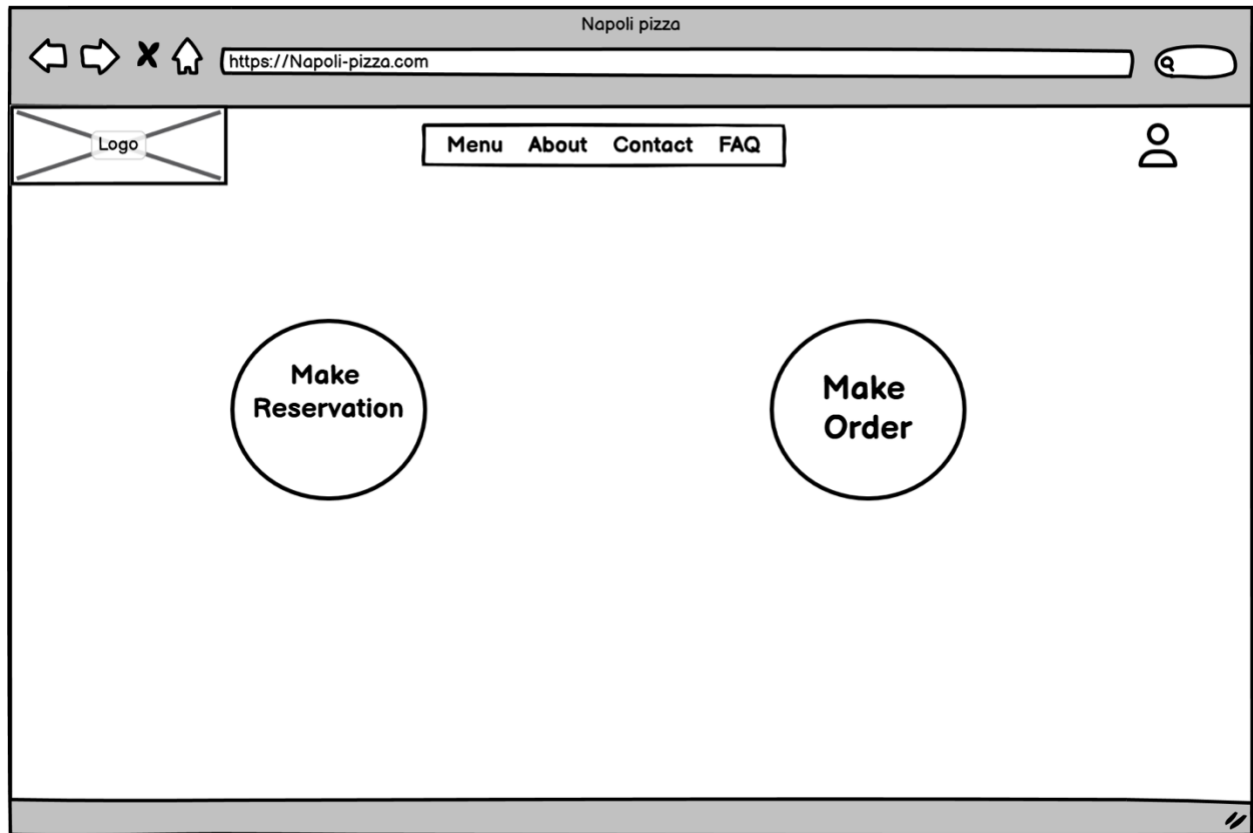 Napoli pizza
https://Napoli-pizza.com
Logo
Menu About Contact FAQ
Make
Reservation
Make
Order